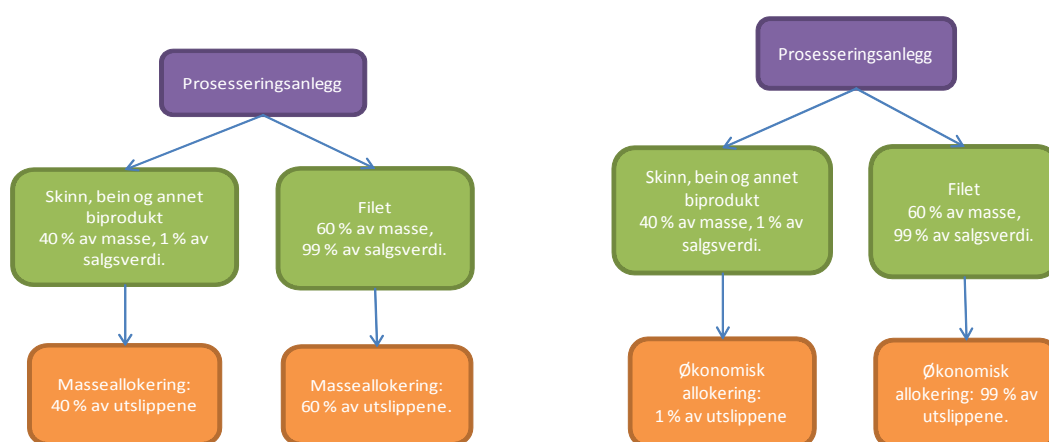 Prosesseringsanlegg
Skinn, bein og annet
biprodukt
40 % av masse, 1 % av
salgsverdi.
Filet
60 % av masse,
99 % av salgsverdi.
Masseallokering:
40 % av utslippene
Masseallokering:
60 % av utslippene.
Prosesseringsanlegg
Skinn, bein og annet
biprodukt
40 % av masse, 1 % av
salgsverdi.
Filet
60 % av masse,
99 % av salgsverdi.
Økonomisk
allokering:
1 % av utslippene
Økonomisk
allokering: 99 % av
utslippene.